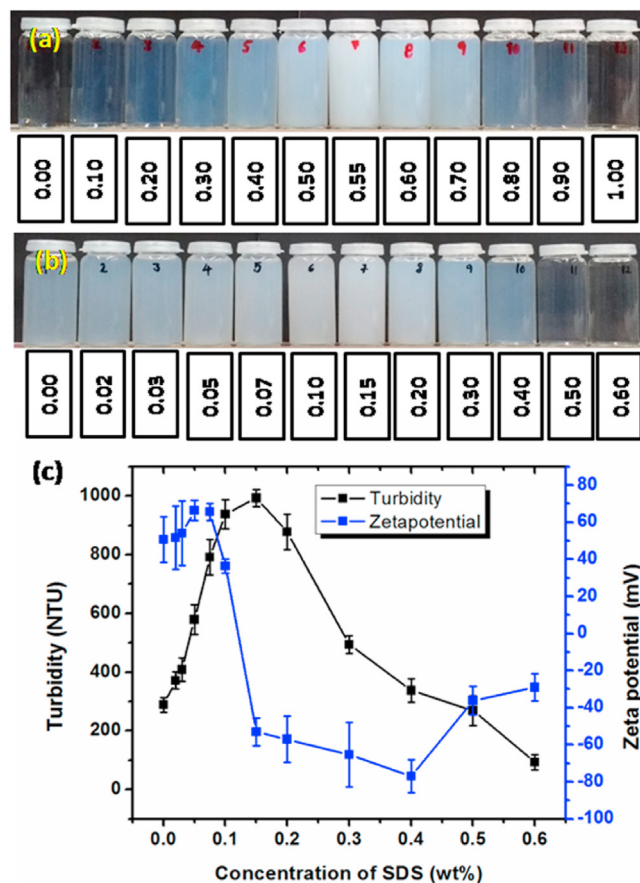 (a)
2 3 4 5 6 7 8 9 10 11 12
0.00 0.10 0.20 0.30 0.40 0.50 0.55 0.60 0.70 0.80 0.90 1.00
(b)
2 3 4 5 6 7 8 9 10 11 12
0.00 0.02 0.03 0.05 0.07 0.10 0.15 0.20 0.30 0.40 0.50 0.60
(c)
Turbidity
Zetapotential
Turbidity (NTU)
1000
800
600
400
200
0
80
60
40
20
0
-20
-40
-60
-80
-100
Zeta potential (mV)
0.0 0.1 0.2 0.3 0.4 0.5 0.6
Concentration of SDS (wt%)